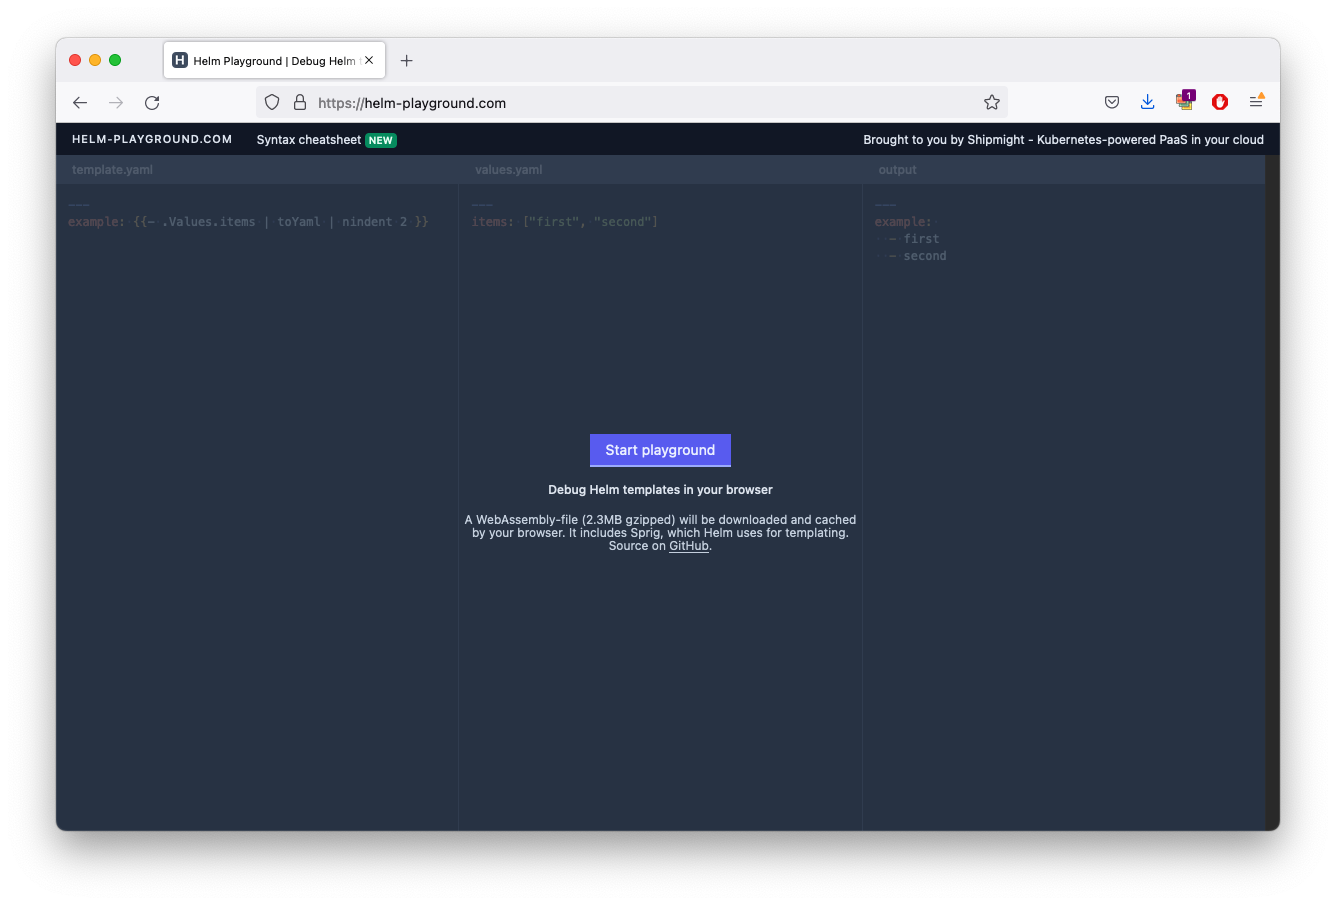 Helm Playground | Debug Helm
https://helm-playground.com
1
HELM-PLAYGROUND.COM
Syntax cheatsheet NEW
Brought to you by Shipmight - Kubernetes-powered PaaS in your cloud
template.yaml
values.yaml
output
---
example: {{- .Values.items | toYaml | nindent 2 }}
---
items: ["first", "second"]
---
example:
- first
- second
Start playground
Debug Helm templates in your browser
A WebAssembly-file (2.3MB gzipped) will be downloaded and cached
by your browser. It includes Sprig, which Helm uses for templating.
Source on GitHub.